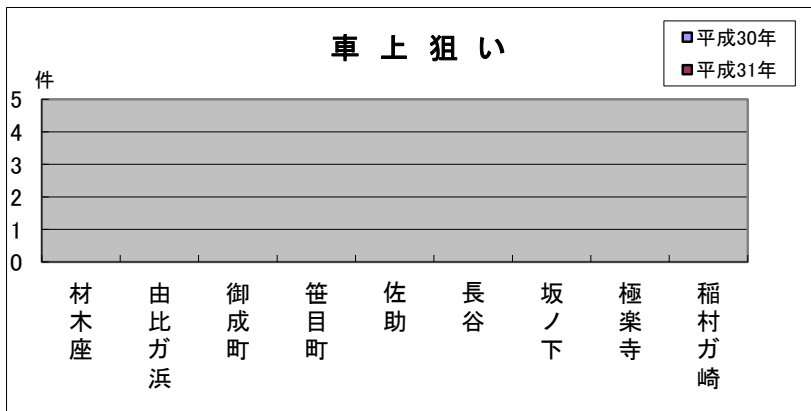 車上狙い
平成30年
平成31年
件
5
4
3
2
1
0
材木座
由比ガ浜
御成町
笹目町
佐助
長谷
坂ノ下
極楽寺
稲村ガ崎